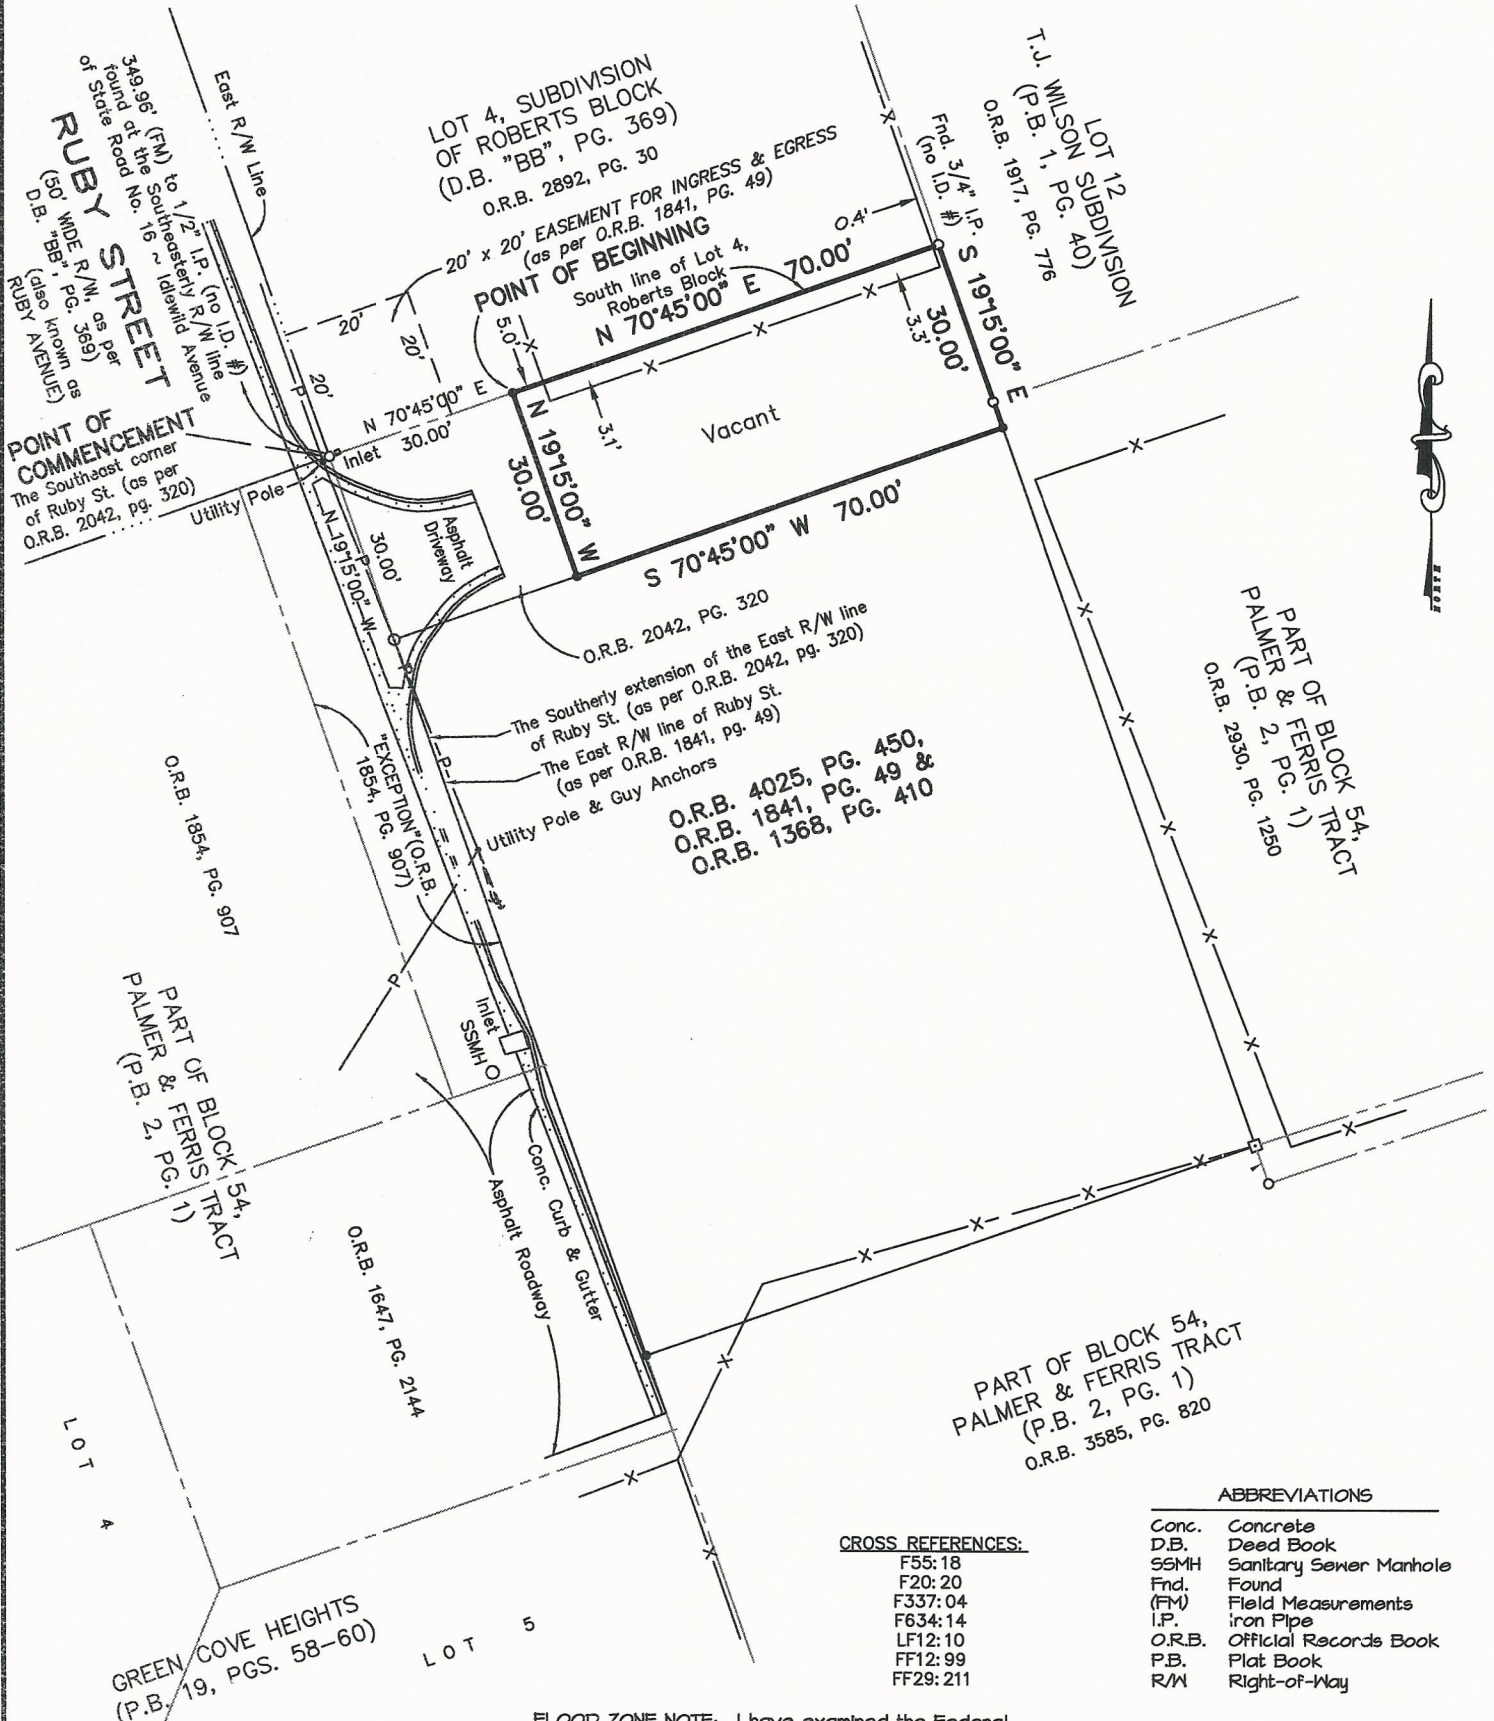 East R/W Line
349.96' (FM) to 1/2" I.P. (no I.D. #)
found at the Southeasterly R/W line
of State Road No. 16 ~ Idlewild Avenue
RUBY STREET
(50' WIDE R/W, as per
D.B. "BB", PG. 369)
(also known as
RUBY AVENUE)
POINT OF
COMMENCEMENT
The Southeast corner
of Ruby St. (as per
O.R.B. 2042, pg. 320)
Utility Pole
Inlet
LOT 4, SUBDIVISION
OF ROBERTS BLOCK
(D.B. "BB", PG. 369)
O.R.B. 2892, PG. 30
20' x 20' EASEMENT FOR INGRESS & EGRESS
(as per O.R.B. 1841, PG. 49)
POINT OF BEGINNING
South line of Lot 4,
Roberts Block
20'
20'
20'
P
N 70°45'00" E
30.00'
5.0'
N 70°45'00" E 70.00'
0.4'
Fnd. 3/4" I.P.
(no I.D. #)
LOT 12
T.J. WILSON SUBDIVISION
(P.B. 1, PG. 40)
O.R.B. 1917, PG. 776
S 19°15'00" E
30.00'
3.3'
3.1'
Vacant
N 19°15'00" W
30.00'
S 70°45'00" W 70.00'
N 19°15'00" W
30.00'
P
Asphalt
Driveway
O.R.B. 2042, PG. 320
The Southerly extension of the East R/W line
of Ruby St. (as per O.R.B. 2042, pg. 320)
The East R/W line of Ruby St.
(as per O.R.B. 1841, pg. 49)
Utility Pole & Guy Anchors
P
"EXCEPTION"(O.R.B.
1854, PG. 907)
O.R.B. 4025, PG. 450,
O.R.B. 1841, PG. 49 &
O.R.B. 1368, PG. 410
O.R.B. 1854, PG. 907
P
PART OF BLOCK 54,
PALMER & FERRIS TRACT
(P.B. 2, PG. 1)
O.R.B. 2930, PG. 1250
NORTH
PART OF BLOCK 54,
PALMER & FERRIS TRACT
(P.B. 2, PG. 1)
Inlet
SSMH
Conc. Curb & Gutter
Asphalt Roadway
O.R.B. 1647, PG. 2144
PART OF BLOCK 54,
PALMER & FERRIS TRACT
(P.B. 2, PG. 1)
O.R.B. 3585, PG. 820
LOT 4
LOT 5
GREEN COVE HEIGHTS
(P.B. 19, PGS. 58-60)
CROSS REFERENCES:
F55:18
F20:20
F337:04
F634:14
LF12:10
FF12:99
FF29:211
ABBREVIATIONS
Conc. Concrete
D.B. Deed Book
SSMH Sanitary Sewer Manhole
Fnd. Found
(FM) Field Measurements
I.P. Iron Pipe
O.R.B. Official Records Book
P.B. Plat Book
R/W Right-of-Way
FLOOD ZONE NOTE: I have examined the Federal